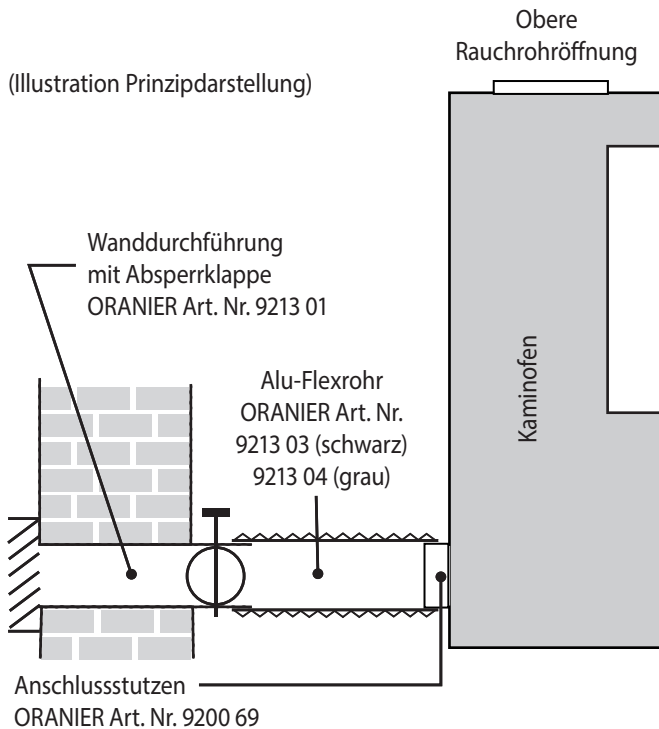 Obere
Rauchrohröffnung
(Illustration Prinzipdarstellung)
Wanddurchführung
mit Absperrklappe
ORANIER Art. Nr. 9213 01
Alu-Flexrohr
ORANIER Art. Nr.
9213 03 (schwarz)
9213 04 (grau)
Kaminofen
Anschlussstutzen
ORANIER Art. Nr. 9200 69